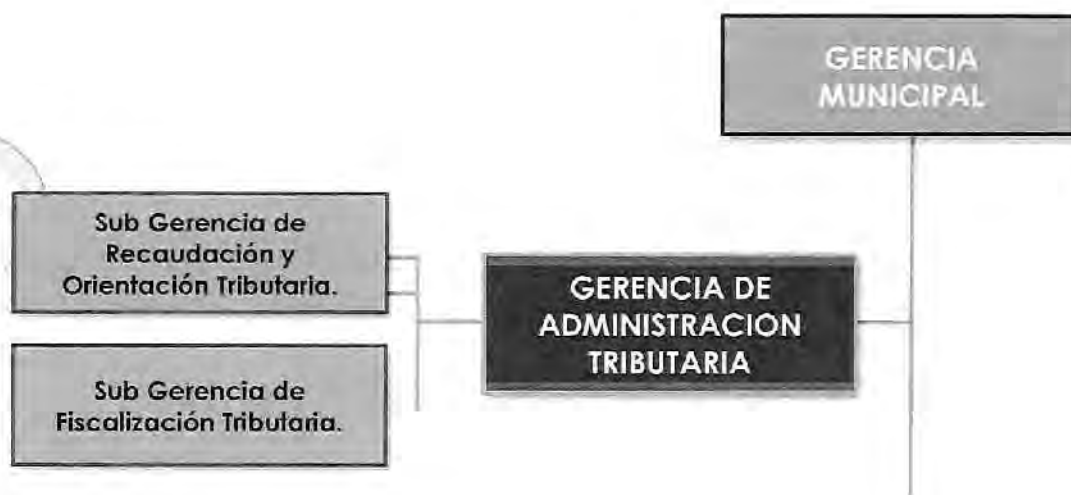 GERENCIA
MUNICIPAL
Sub Gerencia de
Recaudación y
Orientación Tributaria.
GERENCIA DE
ADMINISTRACION
TRIBUTARIA
Sub Gerencia de
Fiscalización Tributaria.